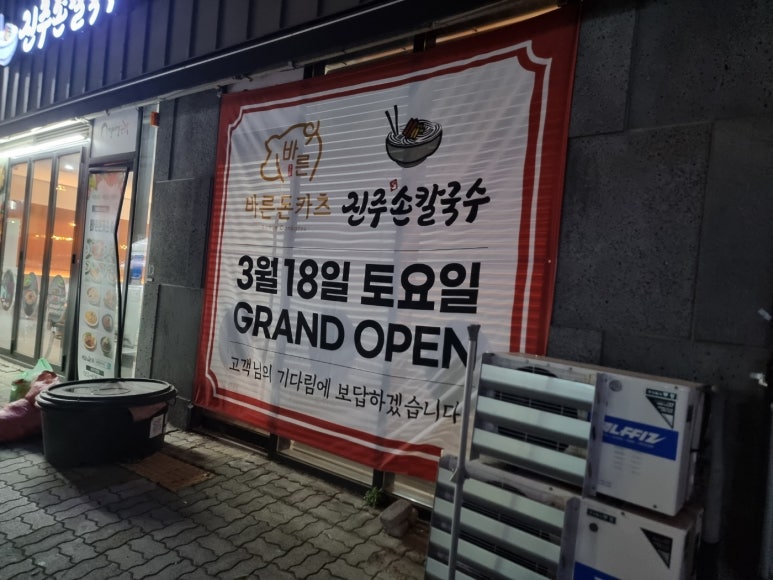 진주손칼국수
바른
바른돈카츠
진주손칼국수
3월 18일 토요일
GRAND OPEN
고객님의 기다림에 보답하겠습니다